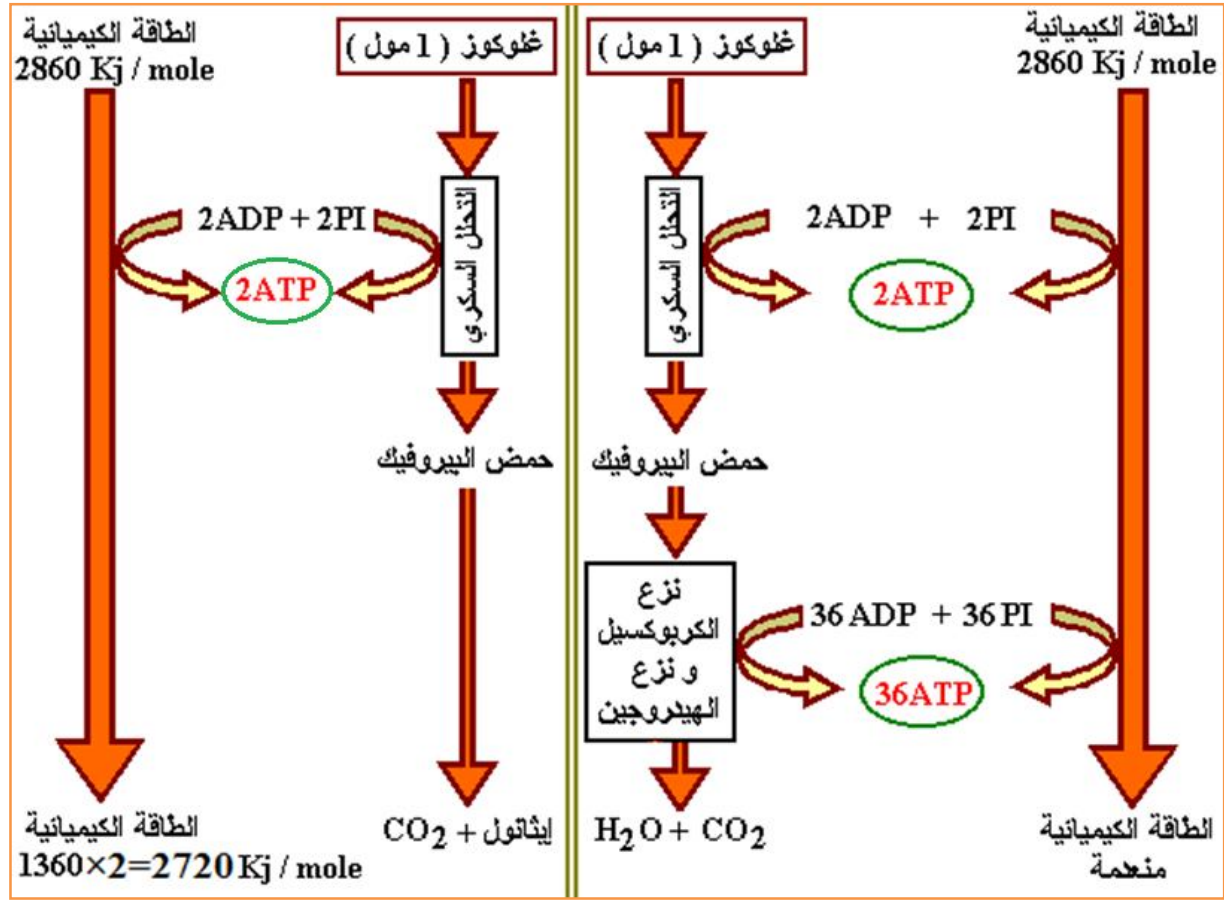 الطاقة الكيميائية
2860 Kj / mole
غلوكوز ( 1 مول )
غلوكوز ( 1 مول )
الطاقة الكيميائية
2860 Kj / mole
2ADP + 2PI
2ATP
التحلل السكري
التحلل السكري
2ADP + 2PI
2ATP
حمض البيروفيك
حمض البيروفيك
نزع
الكربوكسيل
و نزع
الهيدروجين
36 ADP + 36 PI
36ATP
الطاقة الكيميائية
1360×2=2720 Kj / mole
إيثانول + CO2
H2O + CO2
الطاقة الكيميائية
منعدمة